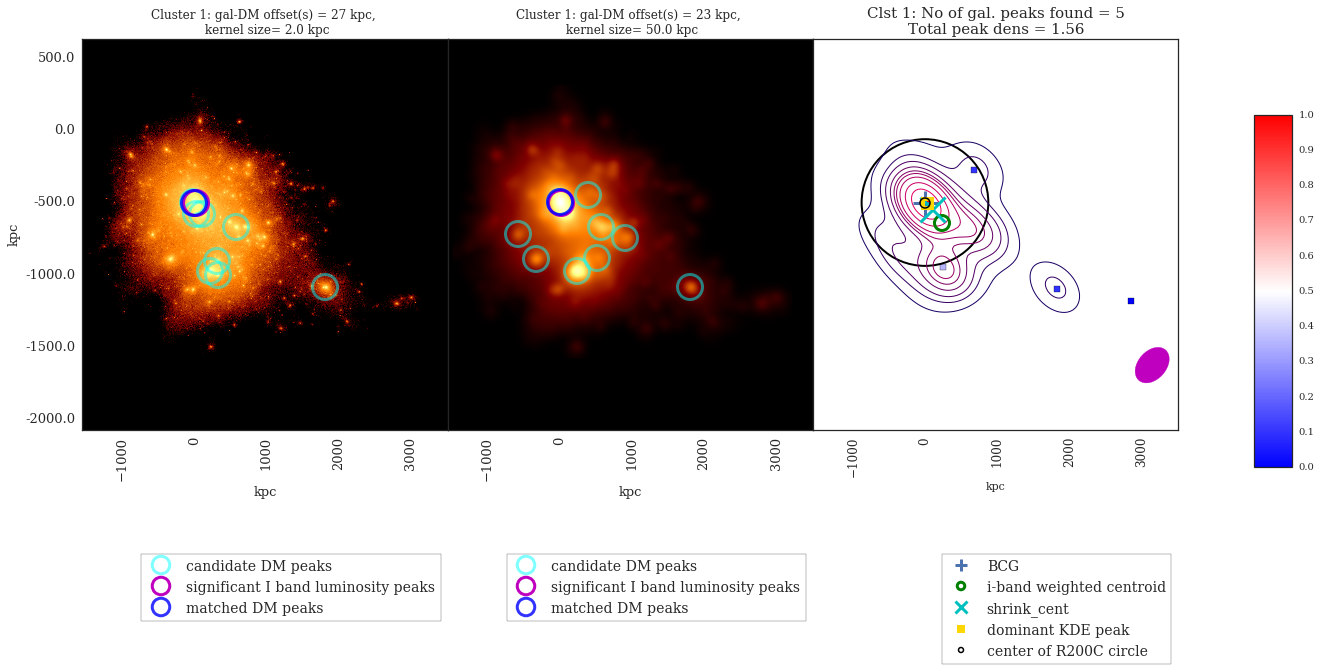 Cluster 1: gal-DM offset(s) = 27 kpc,
kernel size= 2.0 kpc
Cluster 1: gal-DM offset(s) = 23 kpc,
kernel size= 50.0 kpc
Clst 1: No of gal. peaks found = 5
Total peak dens = 1.56
500.0
0.0
−500.0
−1000.0
−1500.0
−2000.0
kpc
−1000
0
1000
2000
3000
kpc
−1000
0
1000
2000
3000
kpc
−1000
0
1000
2000
3000
kpc
1.0
0.9
0.8
0.7
0.6
0.5
0.4
0.3
0.2
0.1
0.0
candidate DM peaks
significant I band luminosity peaks
matched DM peaks
candidate DM peaks
significant I band luminosity peaks
matched DM peaks
BCG
i-band weighted centroid
shrink_cent
dominant KDE peak
center of R200C circle